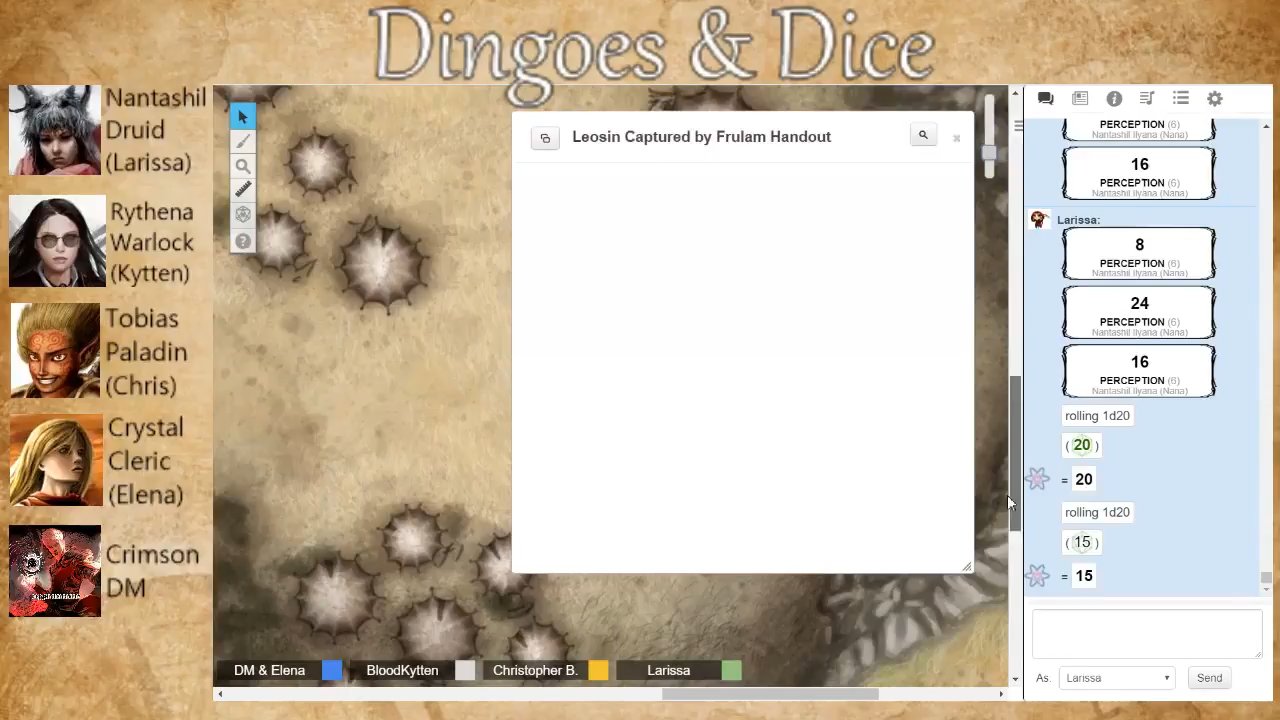 Dingoes & Dice
Nantashil
Druid
(Larissa)
Rythena
Warlock
(Kytten)
Tobias
Paladin
(Chris)
Crystal
Cleric
(Elena)
Crimson
DM
Leosin Captured by Frulam Handout
DM & Elena
BloodKytten
Christopher B.
Larissa
PERCEPTION (6)
Nantashil Ilyana (Nana)
16
PERCEPTION (6)
Nantashil Ilyana (Nana)
Larissa:
8
PERCEPTION (6)
Nantashil Ilyana (Nana)
24
PERCEPTION (6)
Nantashil Ilyana (Nana)
16
PERCEPTION (6)
Nantashil Ilyana (Nana)
rolling 1d20
(20)
= 20
rolling 1d20
(15)
= 15
As: Larissa
Send